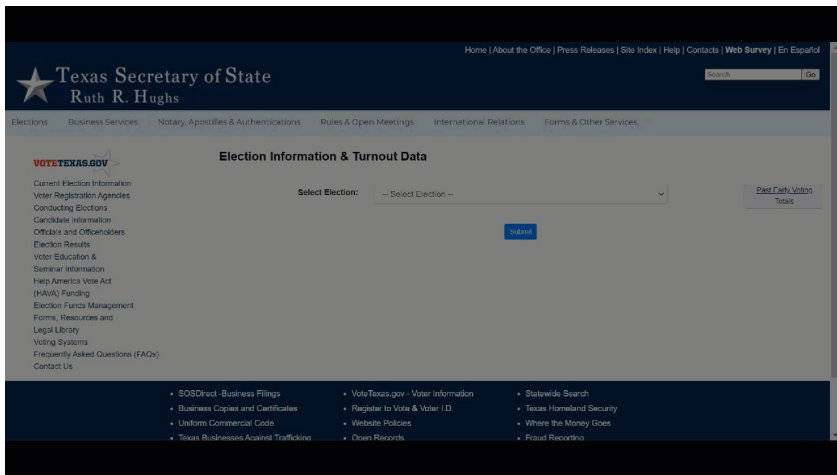 Home | About the Office | Press Releases | Site Index | Help | Contacts | Web Survey | En Español
Texas Secretary of State
Ruth R. Hughs
Search Go
Elections Business Services Notary, Apostilles & Authentications Rules & Open Meetings International Relations Forms & Other Services
VOTETEXAS.GOV
Election Information & Turnout Data
Current Election Information
Voter Registration Agencies
Conducting Elections
Candidate Information
Officials and Officeholders
Election Results
Voter Education &
Seminar Information
Help America Vote Act
(HAVA) Funding
Election Funds Management
Forms, Resources and
Legal Library
Voting Systems
Frequently Asked Questions (FAQs)
Contact Us
Select Election: -- Select Election --
Past Early Voting
Totals
Submit
• SOSDirect -Business Filings
• Business Copies and Certificates
• Uniform Commercial Code
• Texas Businesses Against Trafficking
• VoteTexas.gov - Voter Information
• Register to Vote & Voter I.D.
• Website Policies
• Open Records
• Statewide Search
• Texas Homeland Security
• Where the Money Goes
• Fraud Reporting